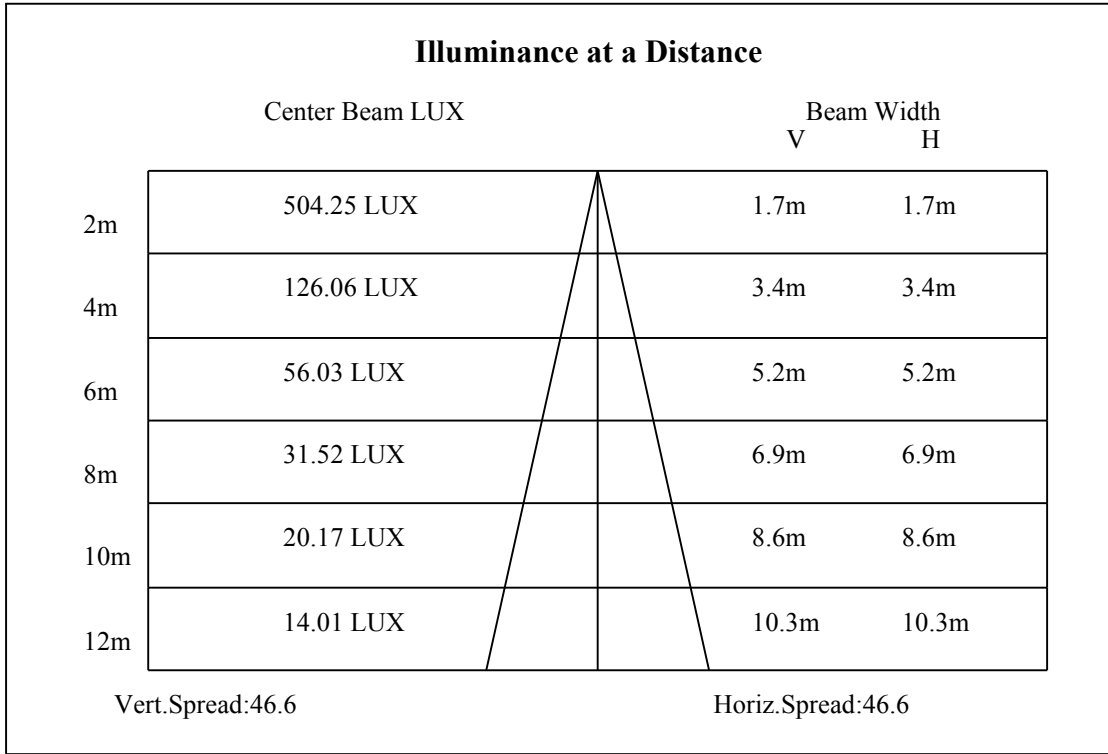 Illuminance at a Distance
Center Beam LUX Beam Width
V H
2m 504.25 LUX 1.7m 1.7m
4m 126.06 LUX 3.4m 3.4m
6m 56.03 LUX 5.2m 5.2m
8m 31.52 LUX 6.9m 6.9m
10m 20.17 LUX 8.6m 8.6m
12m 14.01 LUX 10.3m 10.3m
Vert.Spread:46.6 Horiz.Spread:46.6